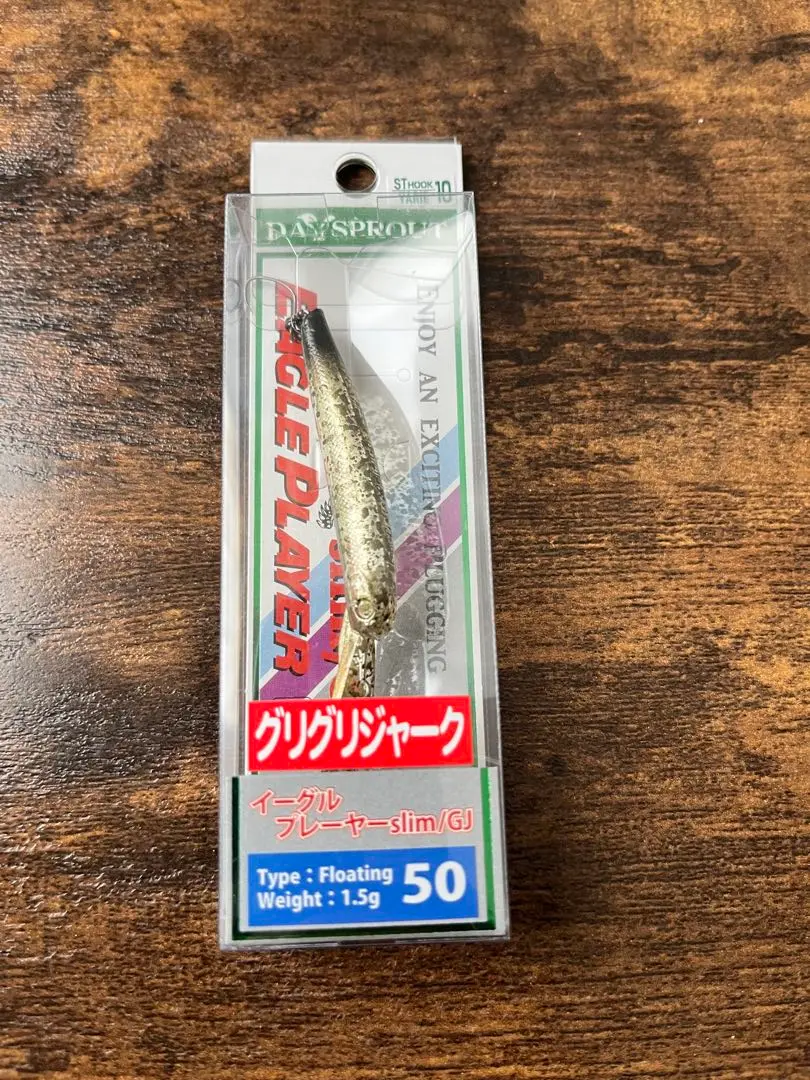 ST HOOK 10
YARIE
DAYSPROUT
EAGLE PLAYER
ENJOY AN EXCITING PLUGGING
グリグリジャーク
イーグル
プレーヤーslim/GJ
Type：Floating
Weight：1.5g
50